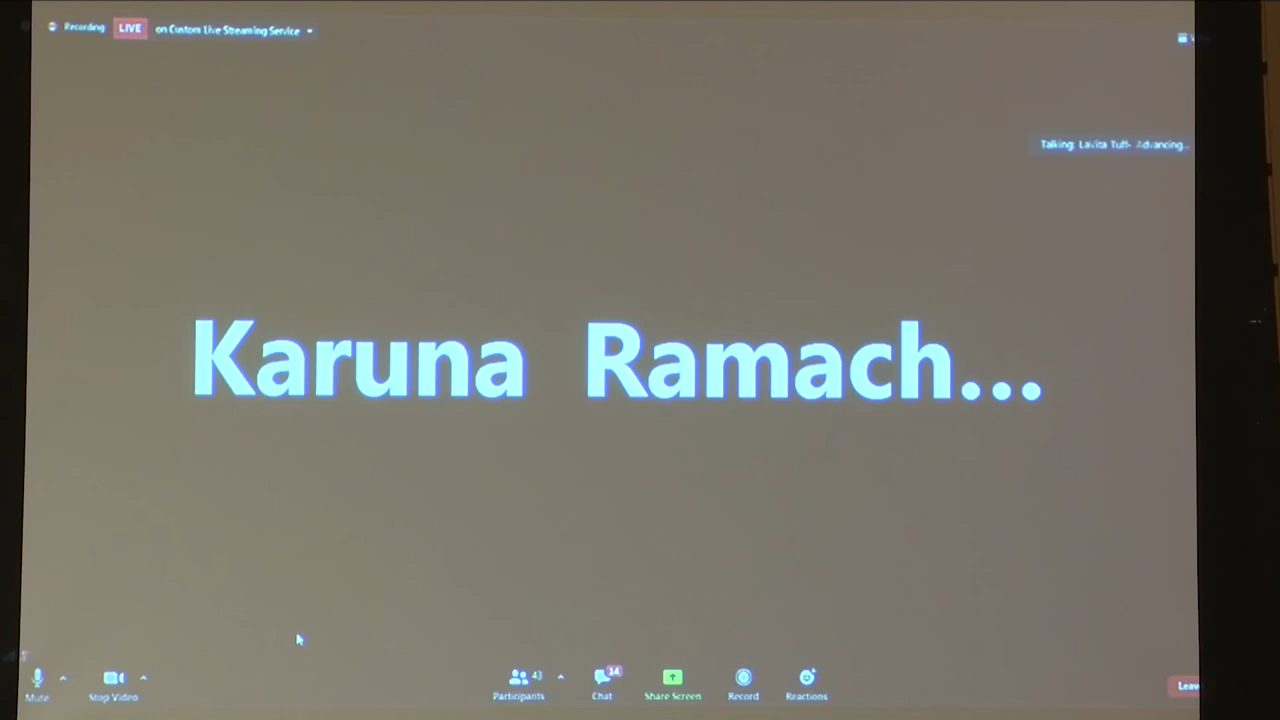 Recording LIVE on Custom Live Streaming Service
Talking: Lavita Tuff- Advancing...
Karuna Ramach...
43
14
Mute Stop Video Participants Chat Share Screen Record Reactions Leav